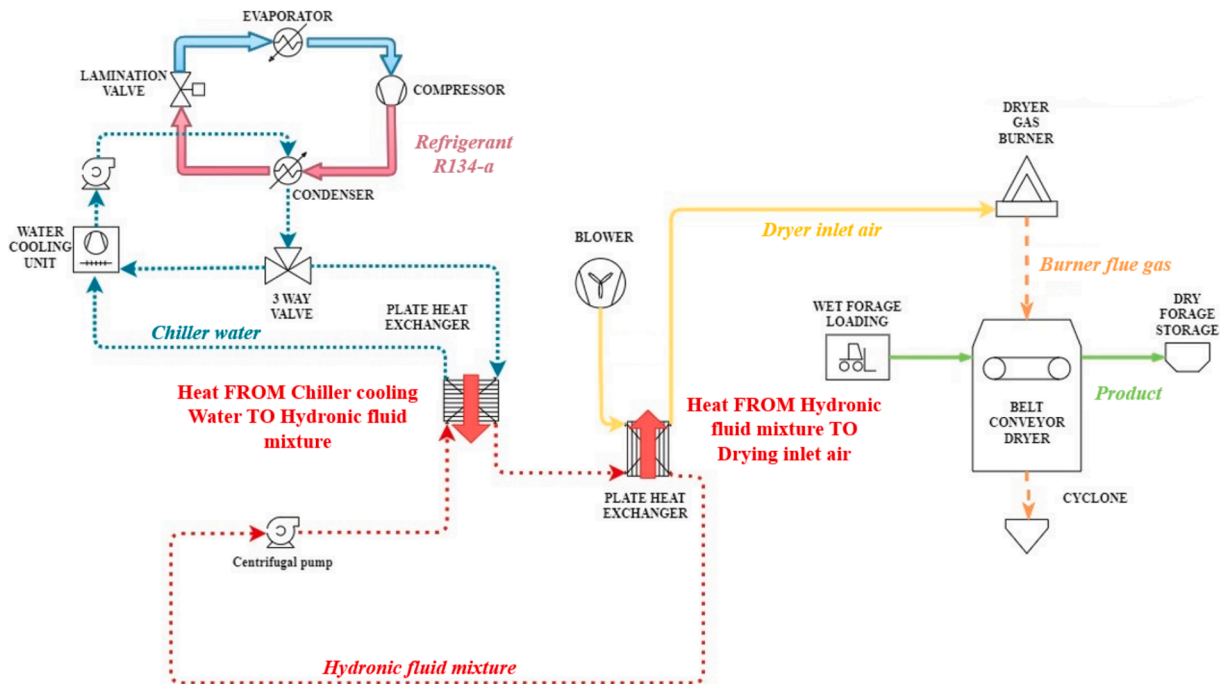 EVAPORATOR
LAMINATION
VALVE
COMPRESSOR
Refrigerant
R134-a
CONDENSER
WATER
COOLING
UNIT
3 WAY
VALVE
PLATE HEAT
EXCHANGER
Chiller water
Heat FROM Chiller cooling
Water TO Hydronic fluid
mixture
BLOWER
Dryer inlet air
DRYER
GAS
BURNER
Burner flue gas
WET FORAGE
LOADING
DRY
FORAGE
STORAGE
Product
BELT
CONVEYOR
DRYER
Heat FROM Hydronic
fluid mixture TO
Drying inlet air
PLATE HEAT
EXCHANGER
CYCLONE
Centrifugal pump
Hydronic fluid mixture